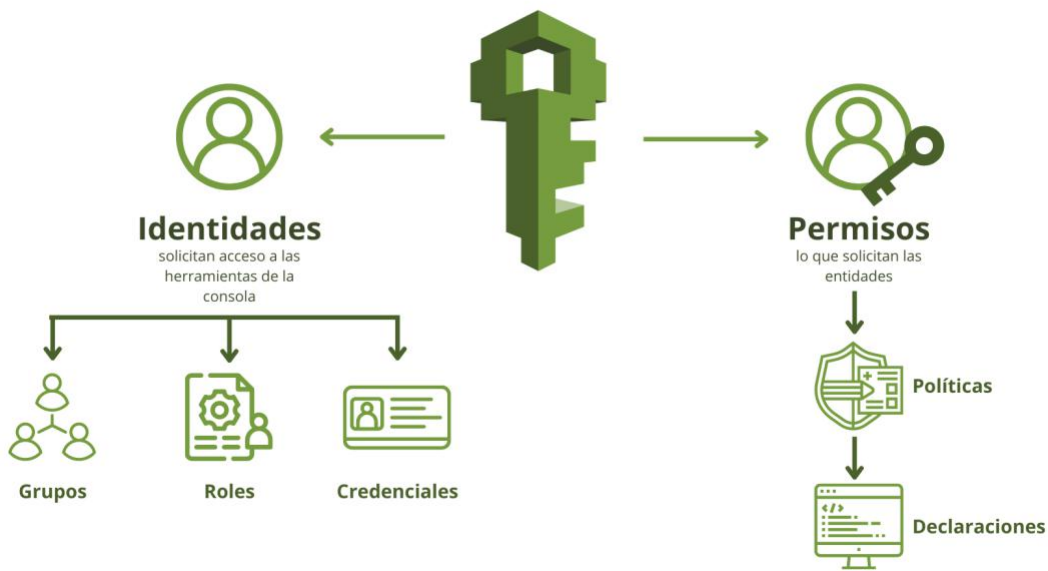 Identidades
solicitan acceso a las
herramientas de la
consola
Grupos
Roles
Credenciales
Permisos
lo que solicitan las
entidades
Políticas
Declaraciones